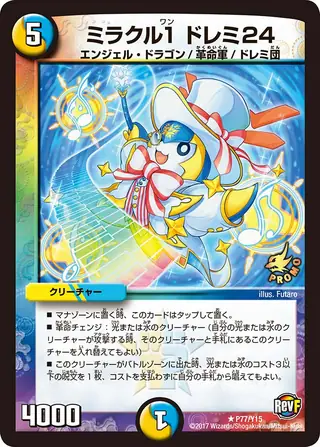 5
ワン
ミラクル1 ドレミ24
かくめいぐん だん
エンジェル・ドラゴン/革命軍/ドレミ団
PROMO
illus. Futaro
クリーチャー
■ マナゾーンに置く時、このカードはタップして置く。
■ 革命チェンジ:光または水のクリーチャー(自分の光または水のク
リーチャーが攻撃する時、そのクリーチャーと手札にあるこのクリー
チャーを入れ替えてもよい)
■ このクリーチャーがバトルゾーンに出た時、光または水のコスト3以
下の呪文を1枚、コストを支払わずに自分の手札から唱えてもよい。
4000
1
RevF
★P77/Y15
©2017 Wizards/Shogakukan/Mitsui-Kids